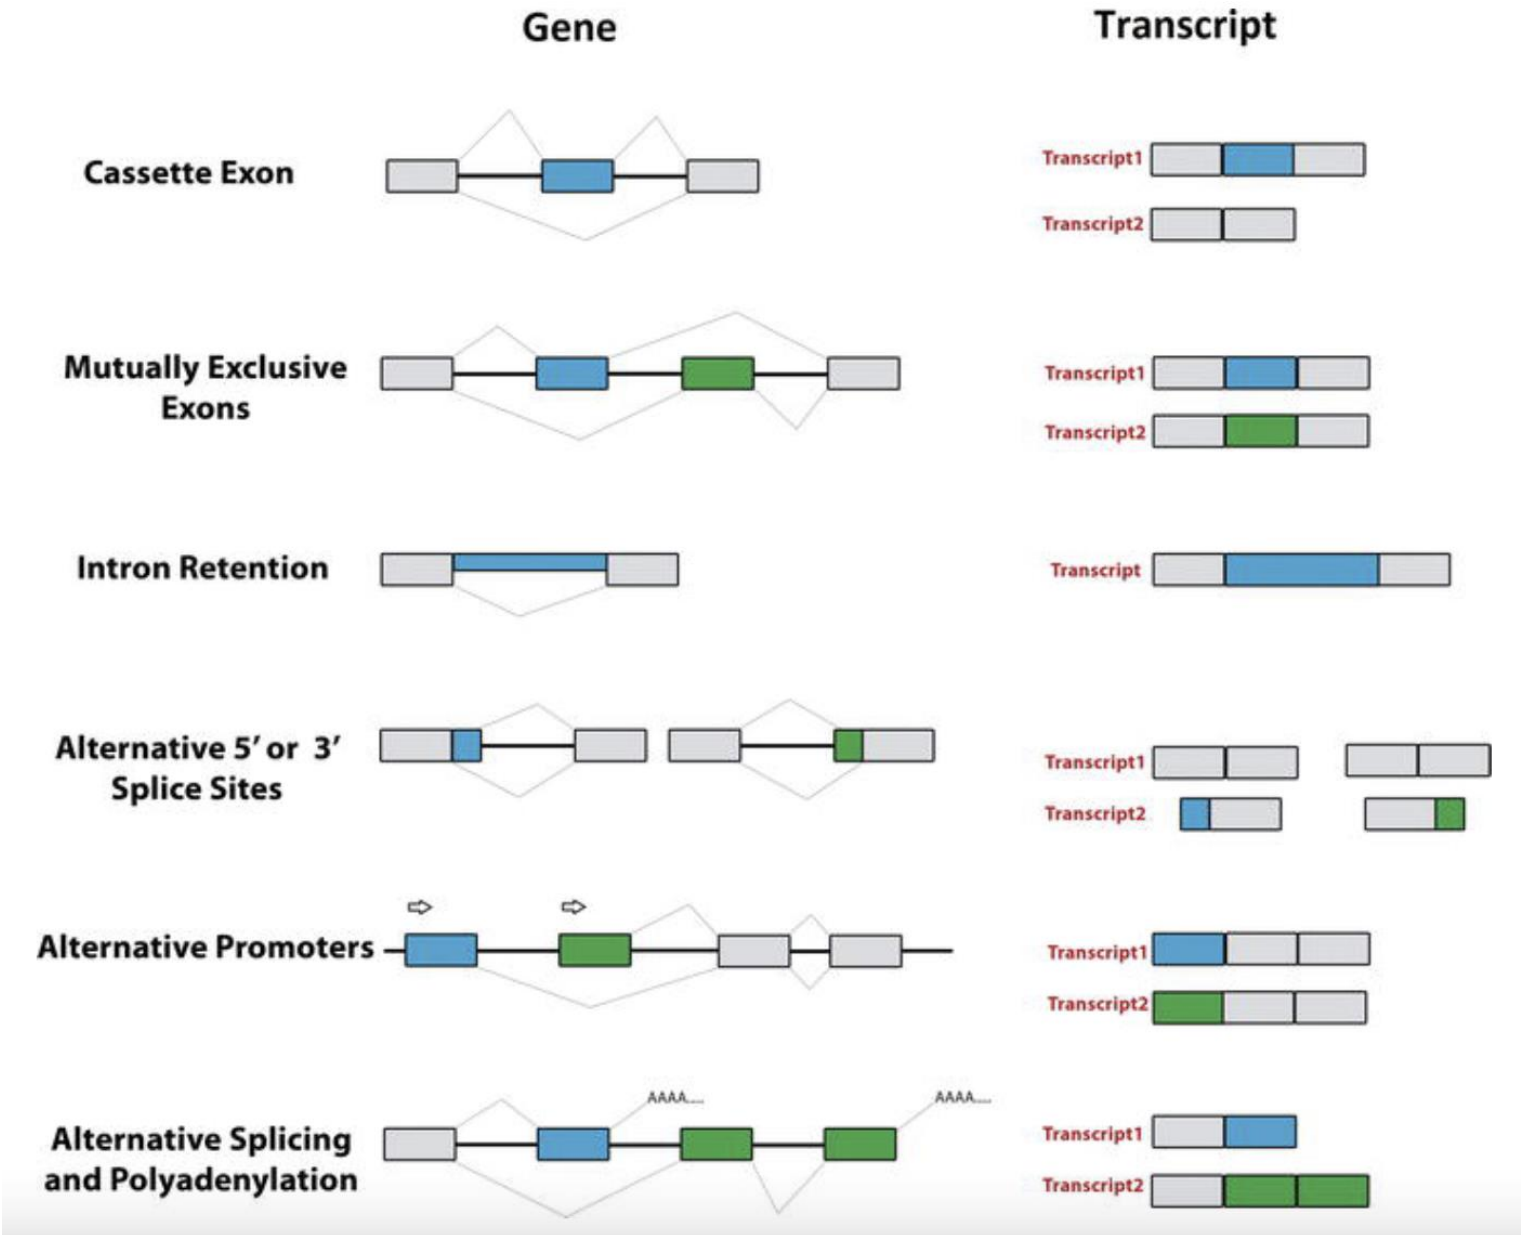 Gene
Transcript
Cassette Exon
Transcript1
Transcript2
Mutually Exclusive
Exons
Transcript1
Transcript2
Intron Retention
Transcript
Alternative 5’ or 3’
Splice Sites
Transcript1
Transcript2
Alternative Promoters
Transcript1
Transcript2
AAAA....
AAAA....
Alternative Splicing
and Polyadenylation
Transcript1
Transcript2